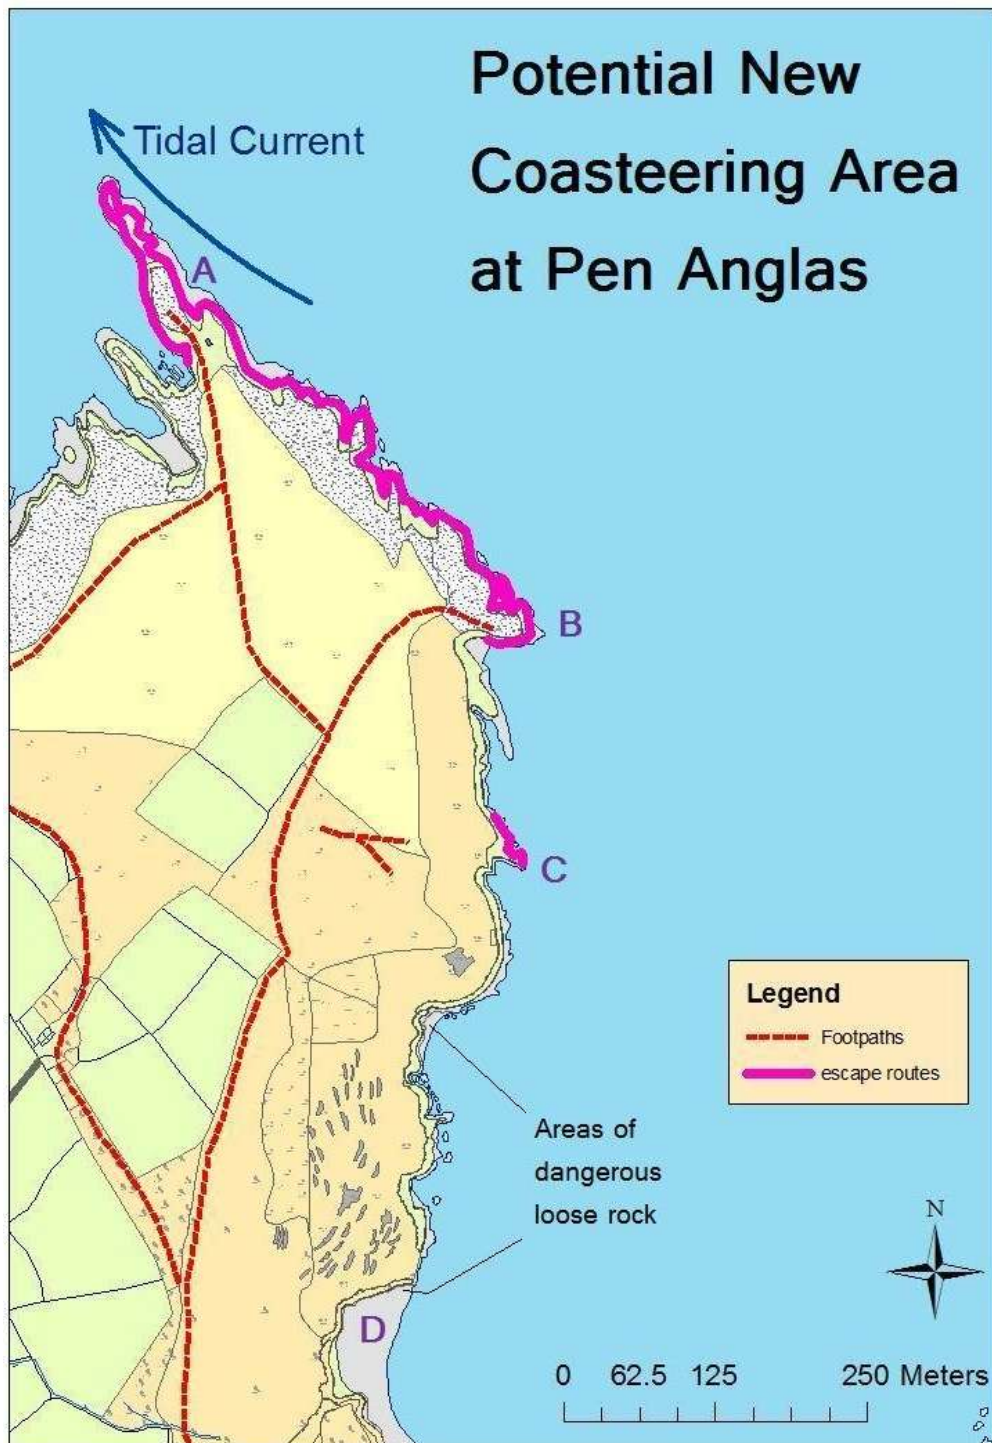 Potential New
Coasteering Area
at Pen Anglas
Tidal Current
A
B
C
Legend
Footpaths
escape routes
Areas of
dangerous
loose rock
N
D
0 62.5 125 250 Meters